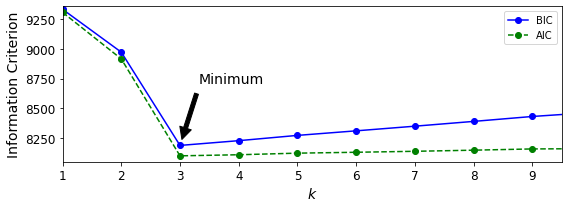 Information Criterion
9250
9000
8750
8500
8250
Minimum
BIC
AIC
1 2 3 4 5 6 7 8 9
k